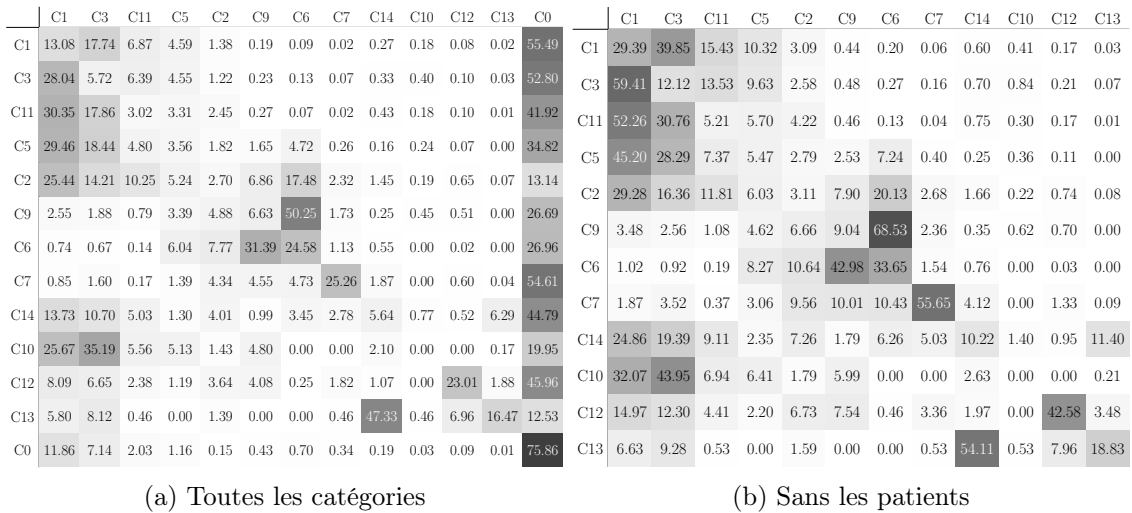 C1 C3 C11 C5 C2 C9 C6 C7 C14 C10 C12 C13 C0
C1 13.08 17.74 6.87 4.59 1.38 0.19 0.09 0.02 0.27 0.18 0.08 0.02 55.49
C3 28.04 5.72 6.39 4.55 1.22 0.23 0.13 0.07 0.33 0.40 0.10 0.03 52.80
C11 30.35 17.86 3.02 3.31 2.45 0.27 0.07 0.02 0.43 0.18 0.10 0.01 41.92
C5 29.46 18.44 4.80 3.56 1.82 1.65 4.72 0.26 0.16 0.24 0.07 0.00 34.82
C2 25.44 14.21 10.25 5.24 2.70 6.86 17.48 2.32 1.45 0.19 0.65 0.07 13.14
C9 2.55 1.88 0.79 3.39 4.88 6.63 50.25 1.73 0.25 0.45 0.51 0.00 26.69
C6 0.74 0.67 0.14 6.04 7.77 31.39 24.58 1.13 0.55 0.00 0.02 0.00 26.96
C7 0.85 1.60 0.17 1.39 4.34 4.55 4.73 25.26 1.87 0.00 0.60 0.04 54.61
C14 13.73 10.70 5.03 1.30 4.01 0.99 3.45 2.78 5.64 0.77 0.52 6.29 44.79
C10 25.67 35.19 5.56 5.13 1.43 4.80 0.00 0.00 2.10 0.00 0.00 0.17 19.95
C12 8.09 6.65 2.38 1.19 3.64 4.08 0.25 1.82 1.07 0.00 23.01 1.88 45.96
C13 5.80 8.12 0.46 0.00 1.39 0.00 0.00 0.46 47.33 0.46 6.96 16.47 12.53
C0 11.86 7.14 2.03 1.16 0.15 0.43 0.70 0.34 0.19 0.03 0.09 0.01 75.86
(a) Toutes les catégories
C1 C3 C11 C5 C2 C9 C6 C7 C14 C10 C12 C13
C1 29.39 39.85 15.43 10.32 3.09 0.44 0.20 0.06 0.60 0.41 0.17 0.03
C3 59.41 12.12 13.53 9.63 2.58 0.48 0.27 0.16 0.70 0.84 0.21 0.07
C11 52.26 30.76 5.21 5.70 4.22 0.46 0.13 0.04 0.75 0.30 0.17 0.01
C5 45.20 28.29 7.37 5.47 2.79 2.53 7.24 0.40 0.25 0.36 0.11 0.00
C2 29.28 16.36 11.81 6.03 3.11 7.90 20.13 2.68 1.66 0.22 0.74 0.08
C9 3.48 2.56 1.08 4.62 6.66 9.04 68.53 2.36 0.35 0.62 0.70 0.00
C6 1.02 0.92 0.19 8.27 10.64 42.98 33.65 1.54 0.76 0.00 0.03 0.00
C7 1.87 3.52 0.37 3.06 9.56 10.01 10.43 55.65 4.12 0.00 1.33 0.09
C14 24.86 19.39 9.11 2.35 7.26 1.79 6.26 5.03 10.22 1.40 0.95 11.40
C10 32.07 43.95 6.94 6.41 1.79 5.99 0.00 0.00 2.63 0.00 0.00 0.21
C12 14.97 12.30 4.41 2.20 6.73 7.54 0.46 3.36 1.97 0.00 42.58 3.48
C13 6.63 9.28 0.53 0.00 1.59 0.00 0.00 0.53 54.11 0.53 7.96 18.83
(b) Sans les patients